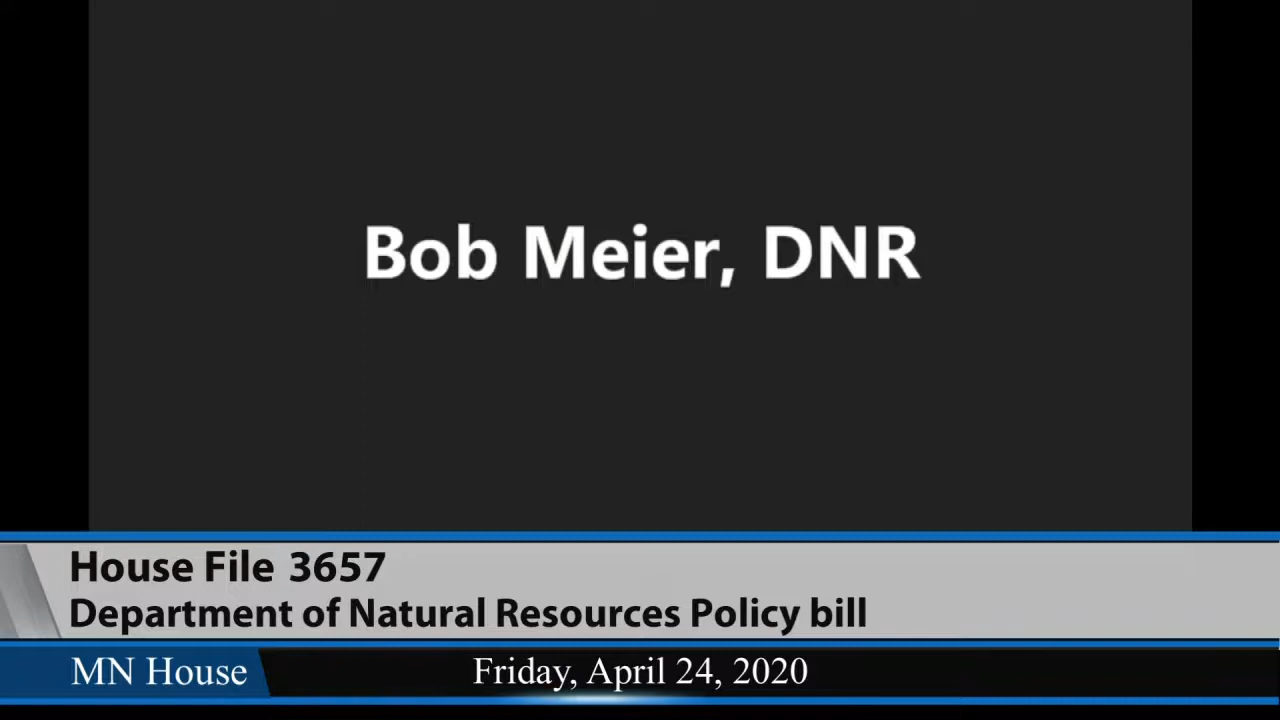 Bob Meier, DNR
House File 3657
Department of Natural Resources Policy bill
MN House
Friday, April 24, 2020